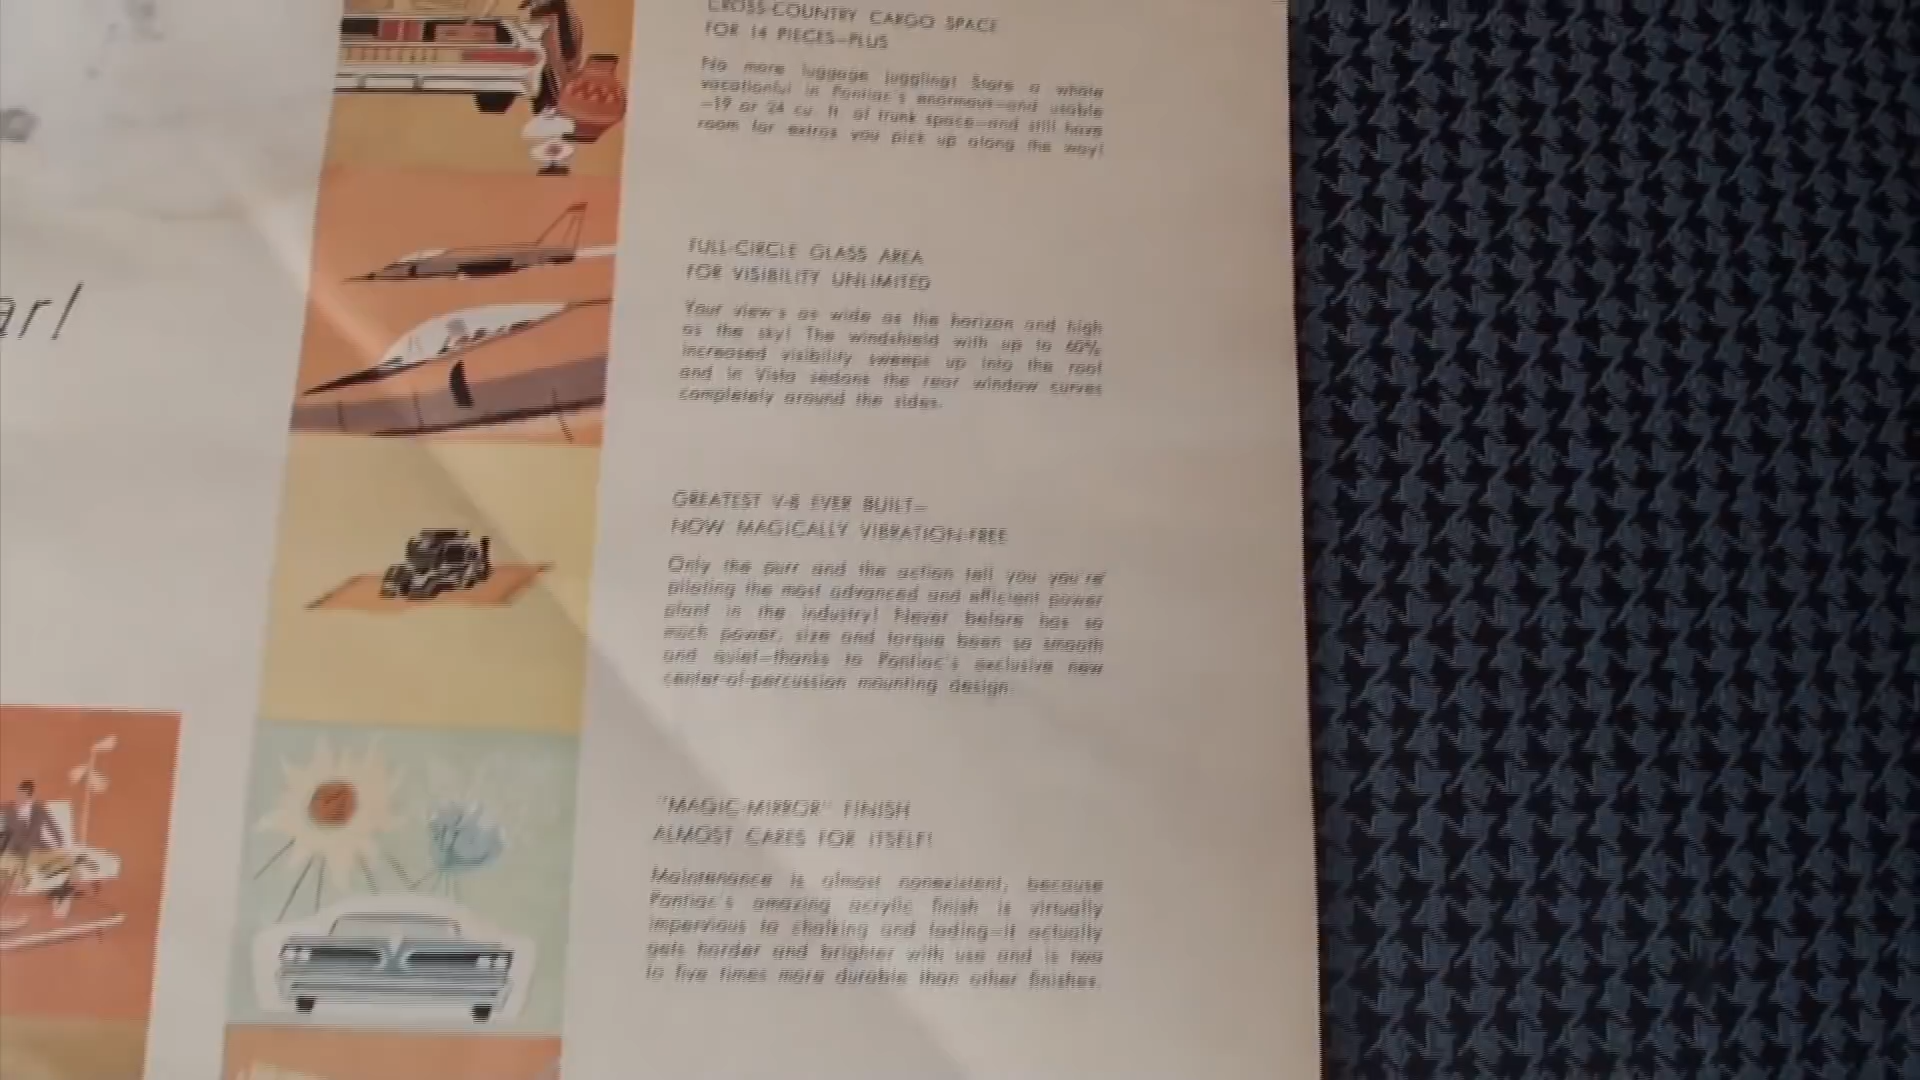 ar!
CROSS-COUNTRY CARGO SPACE
FOR 14 PIECES-PLUS
No more luggage juggling! Store a whole
vacationful in Pontiac's enormous—and usable
—19 or 24 cu. ft. of trunk space—and still have
room for extras you pick up along the way!
FULL-CIRCLE GLASS AREA
FOR VISIBILITY UNLIMITED
Your view's as wide as the horizon and high
as the sky! The windshield with up to 60%
increased visibility sweeps up into the roof
and in Vista sedans the rear window curves
completely around the sides.
GREATEST V-8 EVER BUILT—
NOW MAGICALLY VIBRATION-FREE
Only the purr and the action tell you you're
piloting the most advanced and efficient power
plant in the industry! Never before has so
much power, size and torque been so smooth
and quiet—thanks to Pontiac's exclusive new
center-of-percussion mounting design.
"MAGIC-MIRROR" FINISH
ALMOST CARES FOR ITSELF!
Maintenance is almost nonexistent, because
Pontiac's amazing acrylic finish is virtually
impervious to chalking and fading—it actually
gets harder and brighter with use and is two
to five times more durable than other finishes.